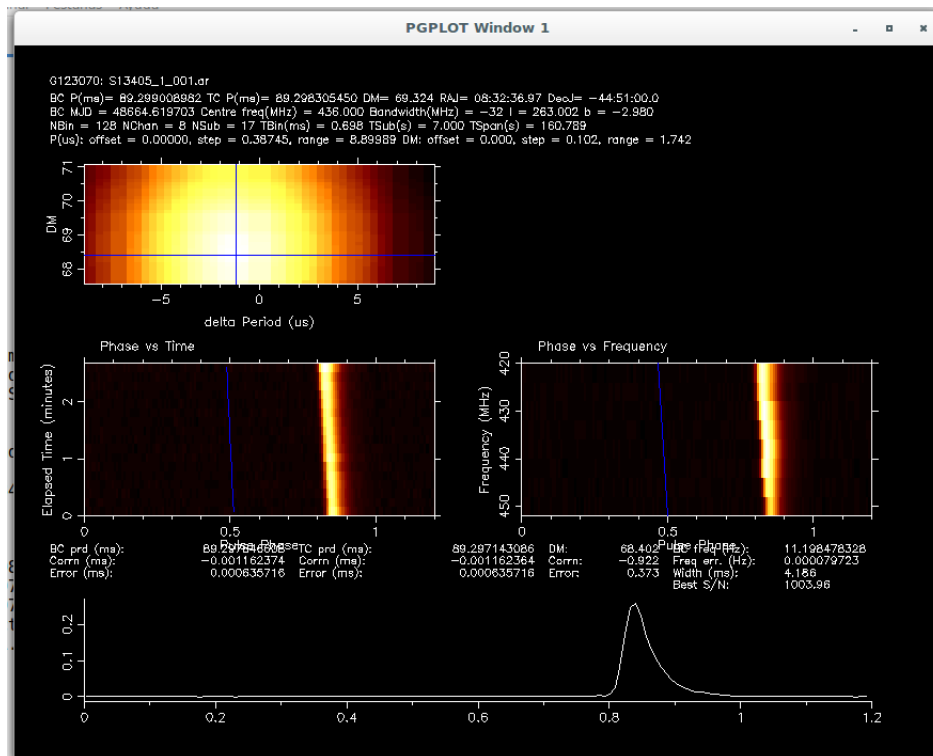 PGPLOT Window 1
G123070: S13405_1_001.ar
BC P(ms)= 89.299008982 TC P(ms)= 89.298305450 DM= 69.324 RAJ= 08:32:36.97 DecJ= -44:51:00.0
BC MJD = 48664.619703 Centre freq(MHz) = 436.000 Bandwidth(MHz) = -32 l = 263.002 b = -2.980
NBin = 128 NChan = 8 NSub = 17 TBin(ms) = 0.698 TSub(s) = 7.000 TSpan(s) = 160.789
P(us): offset = 0.00000, step = 0.38745, range = 8.89989 DM: offset = 0.000, step = 0.102, range = 1.742
71
70
69
68
DM
-5 0 5
delta Period (us)
Phase vs Time
2
1
0
Elapsed Time (minutes)
0 0.5 1
Pulse Phase
Phase vs Frequency
420
430
440
450
Frequency (MHz)
0 0.5 1
Pulse Phase
BC prd (ms): 89.297846608 TC prd (ms): 89.297143086 DM: 68.402 BC freq (Hz): 11.198478328
Corrn (ms): -0.001162374 Corrn (ms): -0.001162364 Corrn: -0.922 Freq err. (Hz): 0.000079723
Error (ms): 0.000635716 Error (ms): 0.000635716 Error: 0.373 Width (ms): 4.186
Best S/N: 1003.96
0.2
0.1
0
0 0.2 0.4 0.6 0.8 1 1.2